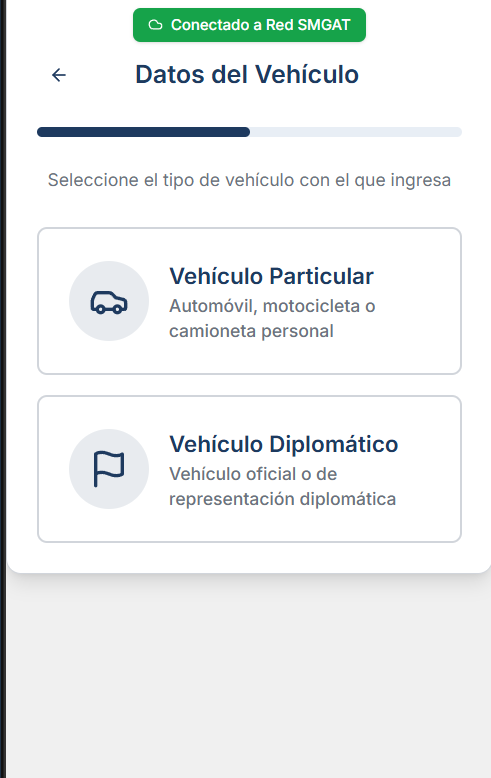 Conectado a Red SMGAT
Datos del Vehículo
Seleccione el tipo de vehículo con el que ingresa
Vehículo Particular
Automóvil, motocicleta o
camioneta personal
Vehículo Diplomático
Vehículo oficial o de
representación diplomática